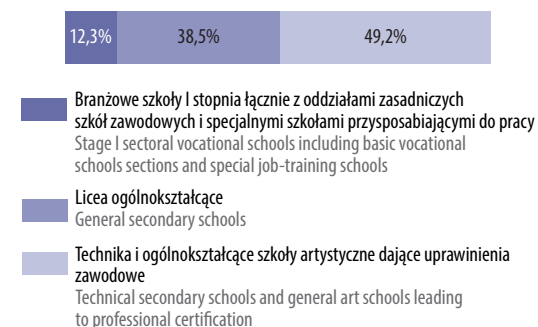 12,3% 38,5% 49,2%
Branżowe szkoły I stopnia łącznie z oddziałami zasadniczych
szkół zawodowych i specjalnymi szkołami przysposabiającymi do pracy
Stage I sectoral vocational schools including basic vocational
schools sections and special job-training schools
Licea ogólnokształcące
General secondary schools
Technika i ogólnokształcące szkoły artystyczne dające uprawinienia
zawodowe
Technical secondary schools and general art schools leading
to professional certification